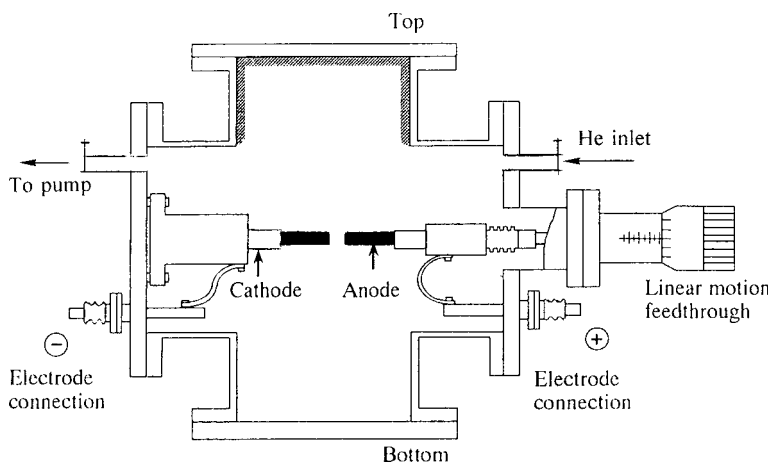 Top
He inlet
To pump
Cathode
Anode
Linear motion
feedthrough
−
+
Electrode
connection
Electrode
connection
Bottom